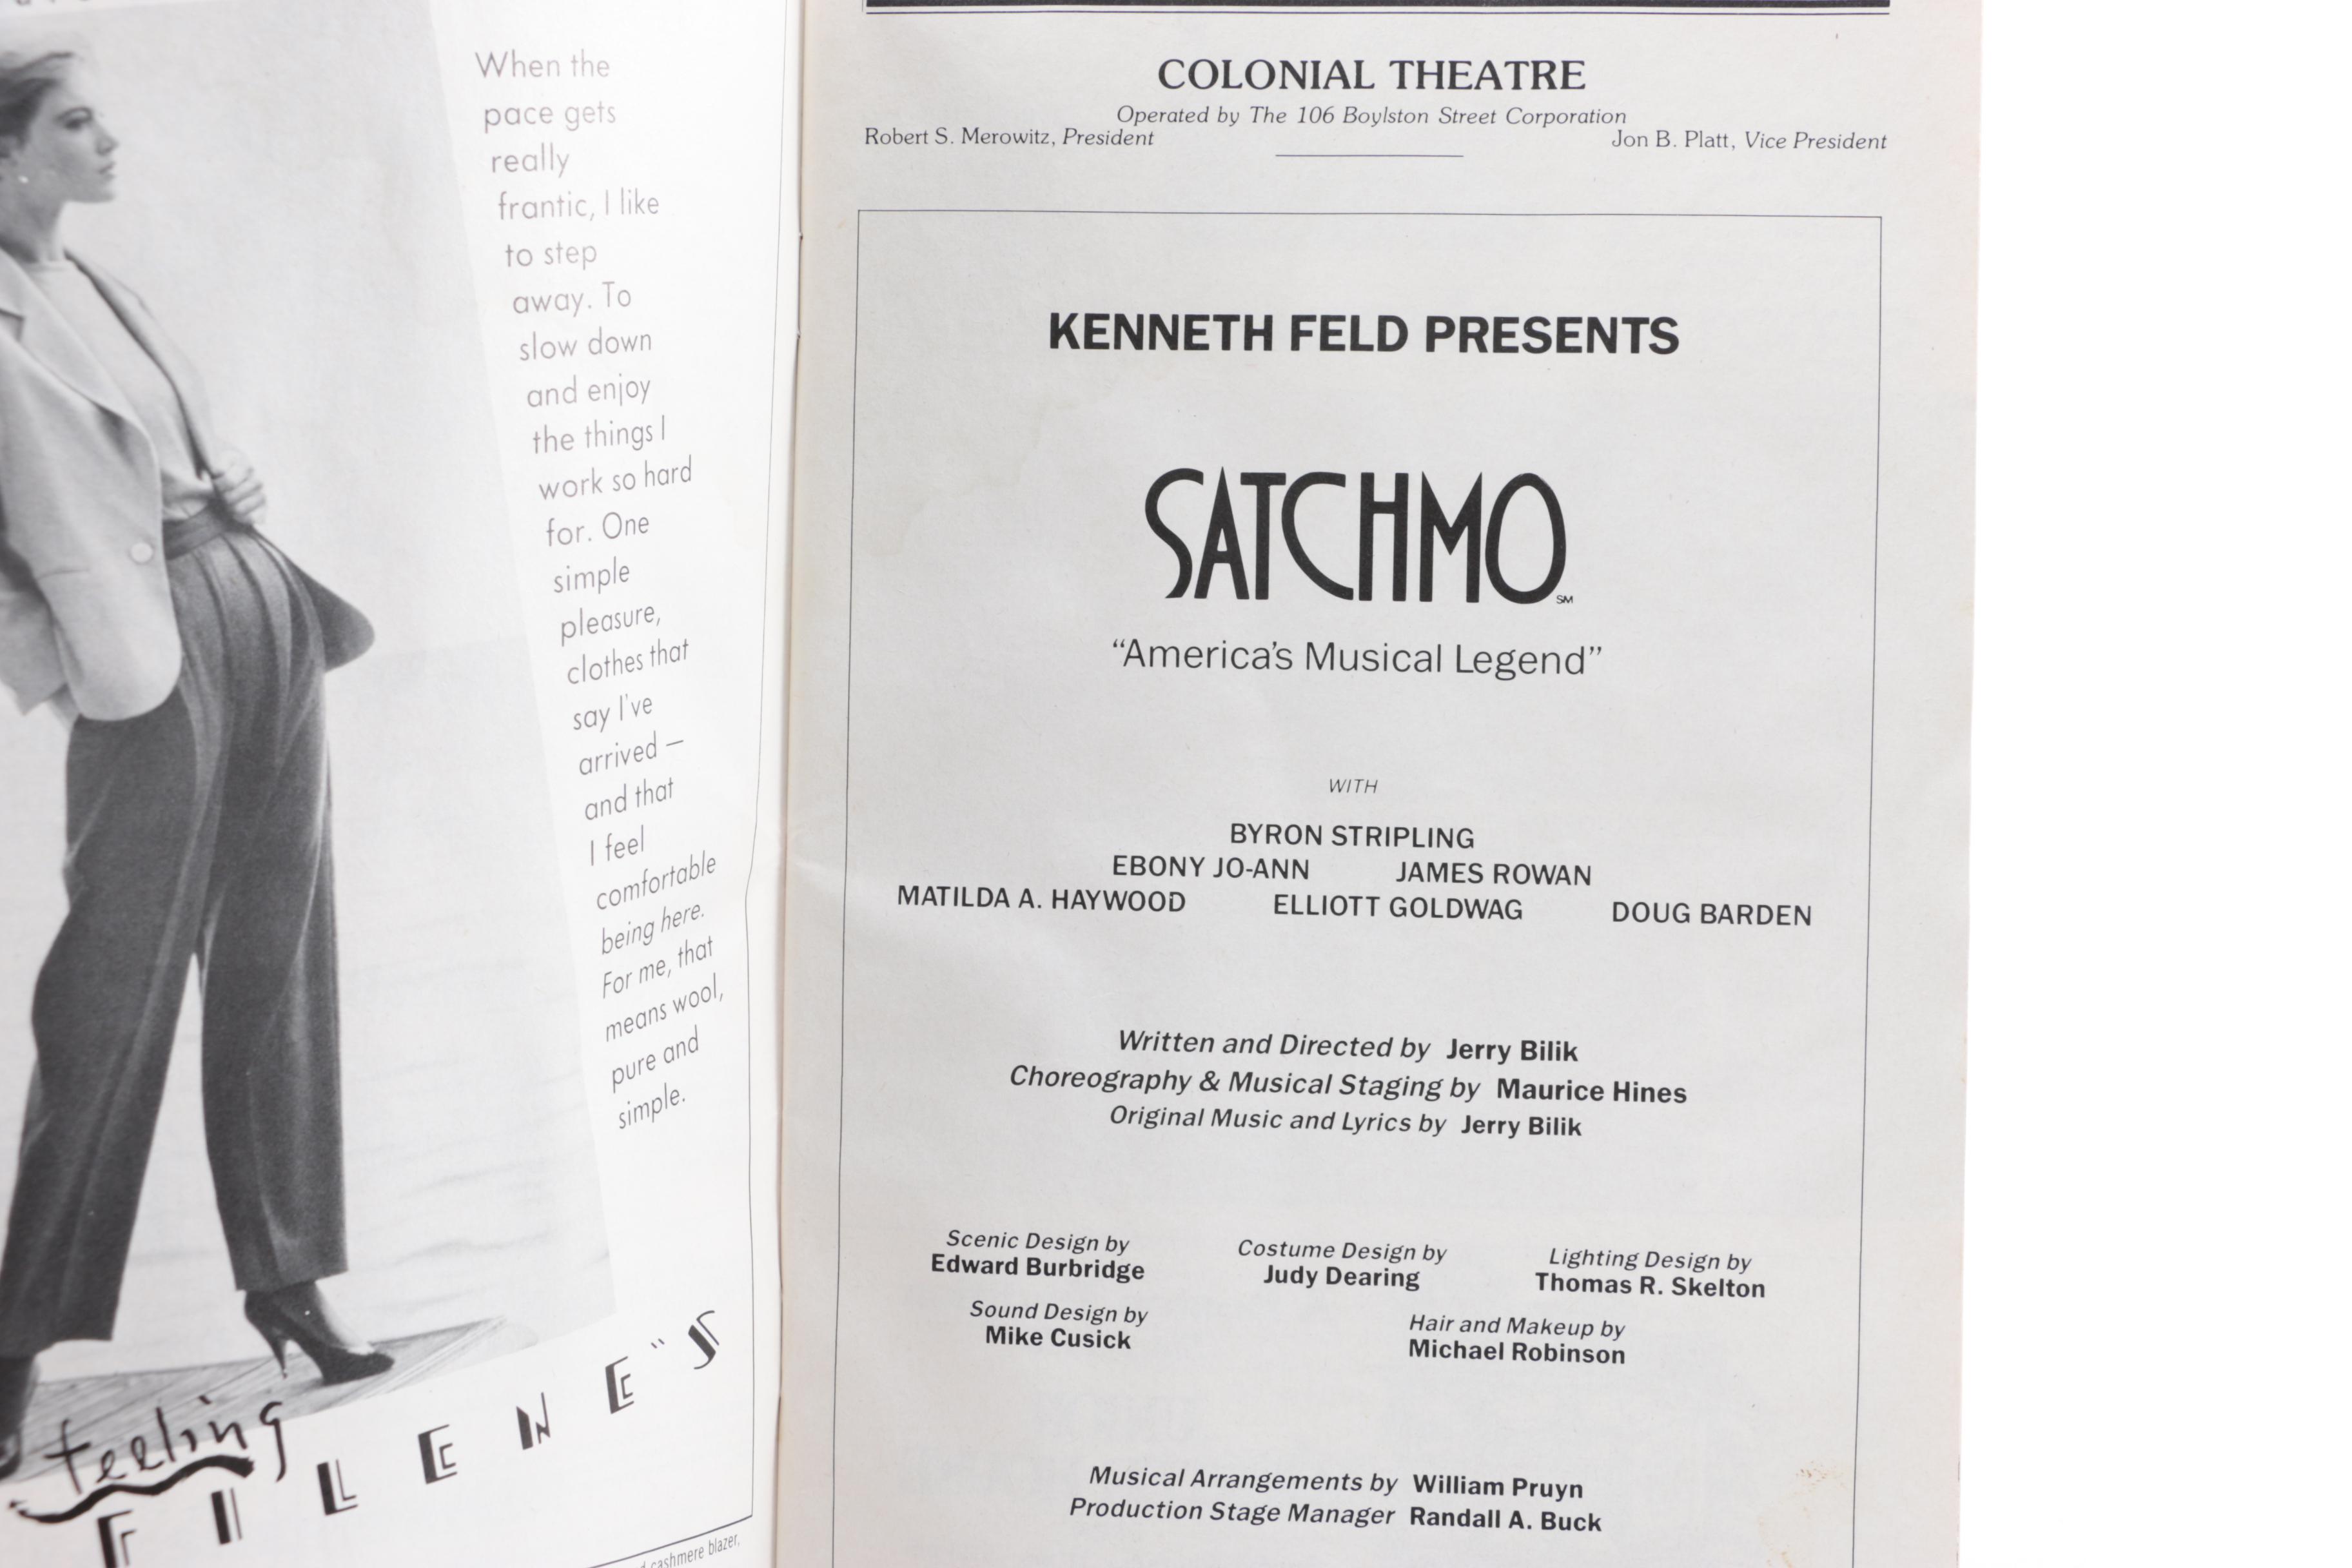 When the
pace gets
really
frantic, I like
to step
away. To
slow down
and enjoy
the things I
work so hard
for. One
simple
pleasure,
clothes that
say I've
arrived —
and that
I feel
comfortable
being here.
For me, that
means wool,
pure and
simple.
feeling
FILENE'S
cashmere blazer,
COLONIAL THEATRE
Operated by The 106 Boylston Street Corporation
Robert S. Merowitz, President Jon B. Platt, Vice President
KENNETH FELD PRESENTS
SATCHMO SM
“America's Musical Legend”
WITH
BYRON STRIPLING
EBONY JO-ANN JAMES ROWAN
MATILDA A. HAYWOOD ELLIOTT GOLDWAG DOUG BARDEN
Written and Directed by Jerry Bilik
Choreography & Musical Staging by Maurice Hines
Original Music and Lyrics by Jerry Bilik
Scenic Design by Costume Design by Lighting Design by
Edward Burbridge Judy Dearing Thomas R. Skelton
Sound Design by Hair and Makeup by
Mike Cusick Michael Robinson
Musical Arrangements by William Pruyn
Production Stage Manager Randall A. Buck